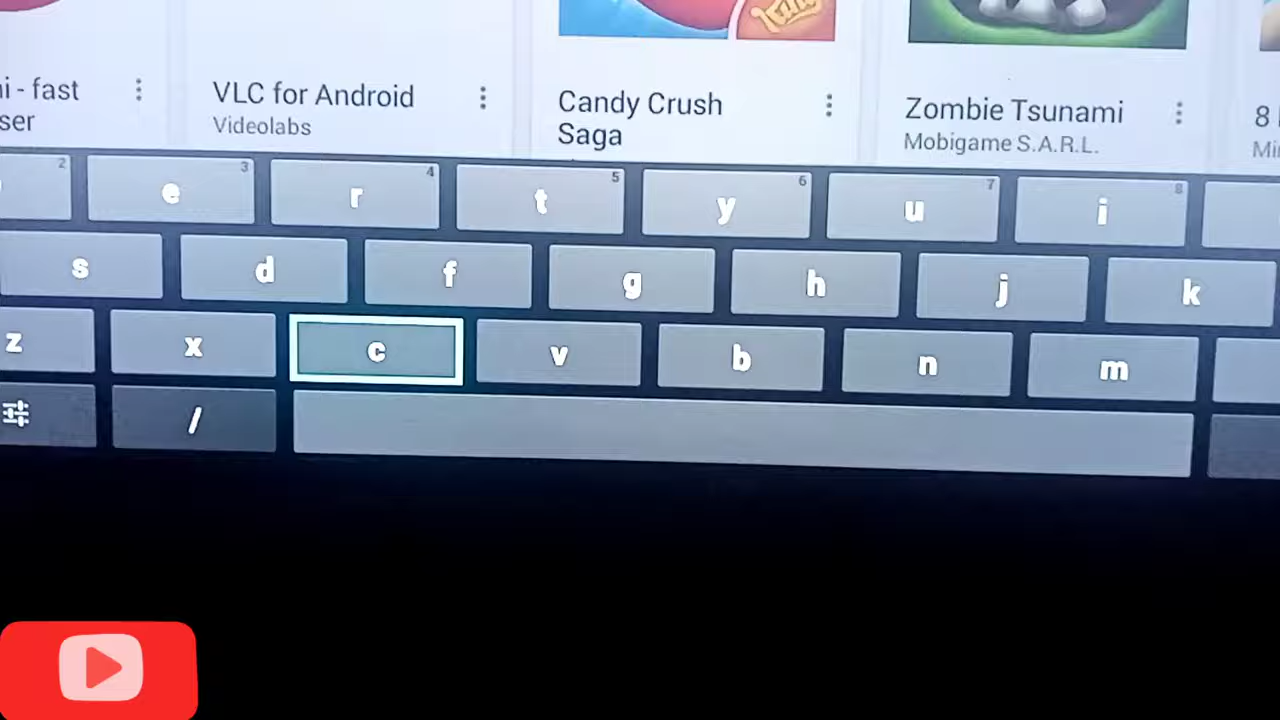 i - fast
ser
VLC for Android
Videolabs
Candy Crush
Saga
Zombie Tsunami
Mobigame S.A.R.L.
8
Mi
2 3 4 5 6 7 8
e r t y u i
s d f g h j k
z x c v b n m
/